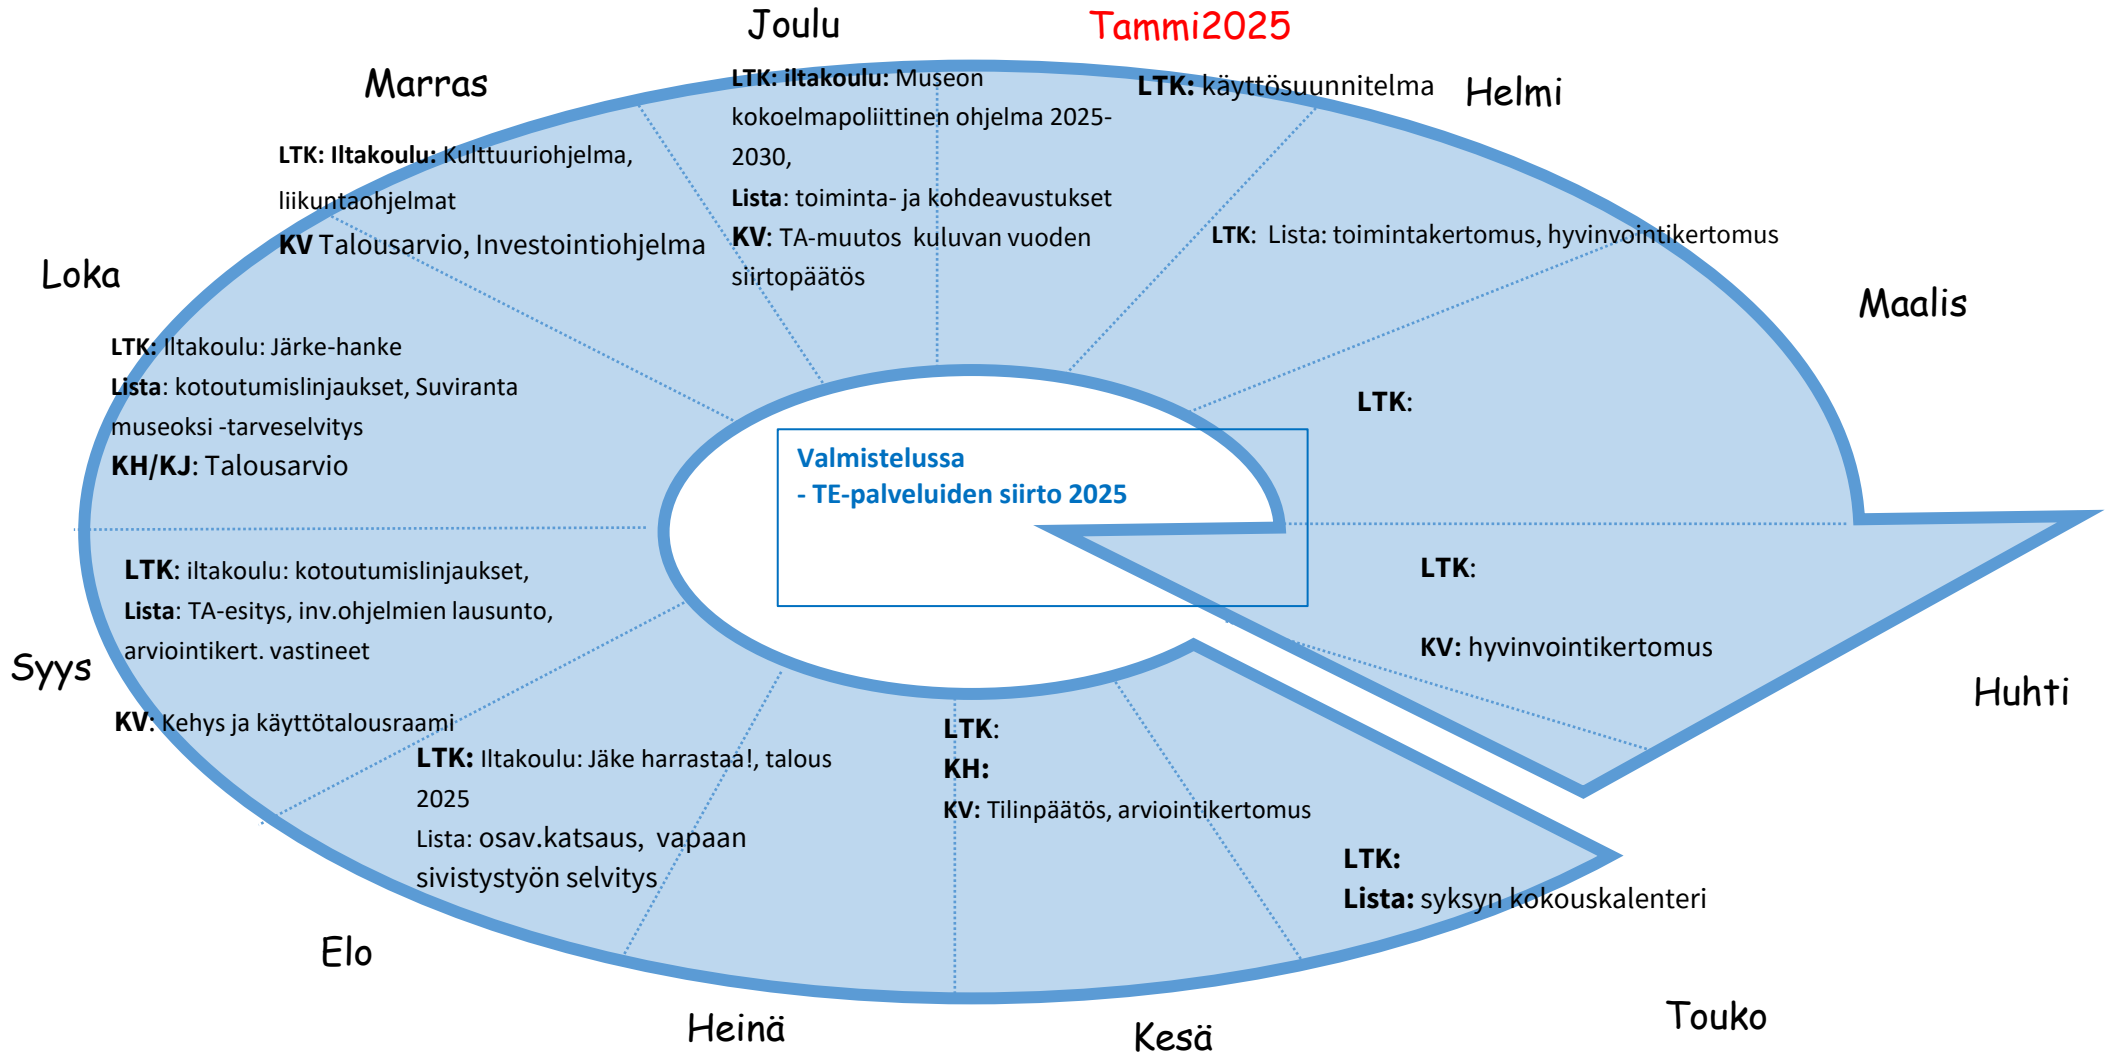 Joulu
Tammi2025
Marras
Helmi
LTK: iltakoulu: Museon
kokoelmapoliittinen ohjelma 2025-
2030,
Lista: toiminta- ja kohdeavustukset
KV: TA-muutos kuluvan vuoden
siirtopäätös
LTK: käyttösuunnitelma
LTK: Iltakoulu: Kulttuuriohjelma,
liikuntaohjelmat
KV Talousarvio, Investointiohjelma
LTK: Lista: toimintakertomus, hyvinvointikertomus
Loka
Maalis
LTK: Iltakoulu: Järke-hanke
Lista: kotoutumislinjaukset, Suviranta
museoksi -tarveselvitys
KH/KJ: Talousarvio
LTK:
Valmistelussa
- TE-palveluiden siirto 2025
LTK: iltakoulu: kotoutumislinjaukset,
Lista: TA-esitys, inv.ohjelmien lausunto,
arviointikert. vastineet
KV: Kehys ja käyttötalousraami
LTK:
KV: hyvinvointikertomus
Syys
Huhti
LTK: Iltakoulu: Jäke harrastaa!, talous
2025
Lista: osav.katsaus, vapaan
sivistystyön selvitys
LTK:
KH:
KV: Tilinpäätös, arviointikertomus
LTK:
Lista: syksyn kokouskalenteri
Elo
Heinä
Kesä
Touko